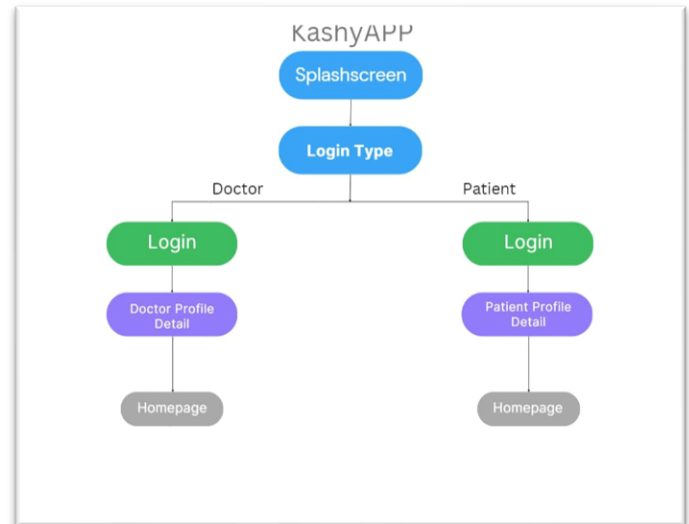 KashyAPP
Splashscreen
Login Type
Doctor
Patient
Login
Login
Doctor Profile
Detail
Patient Profile
Detail
Homepage
Homepage